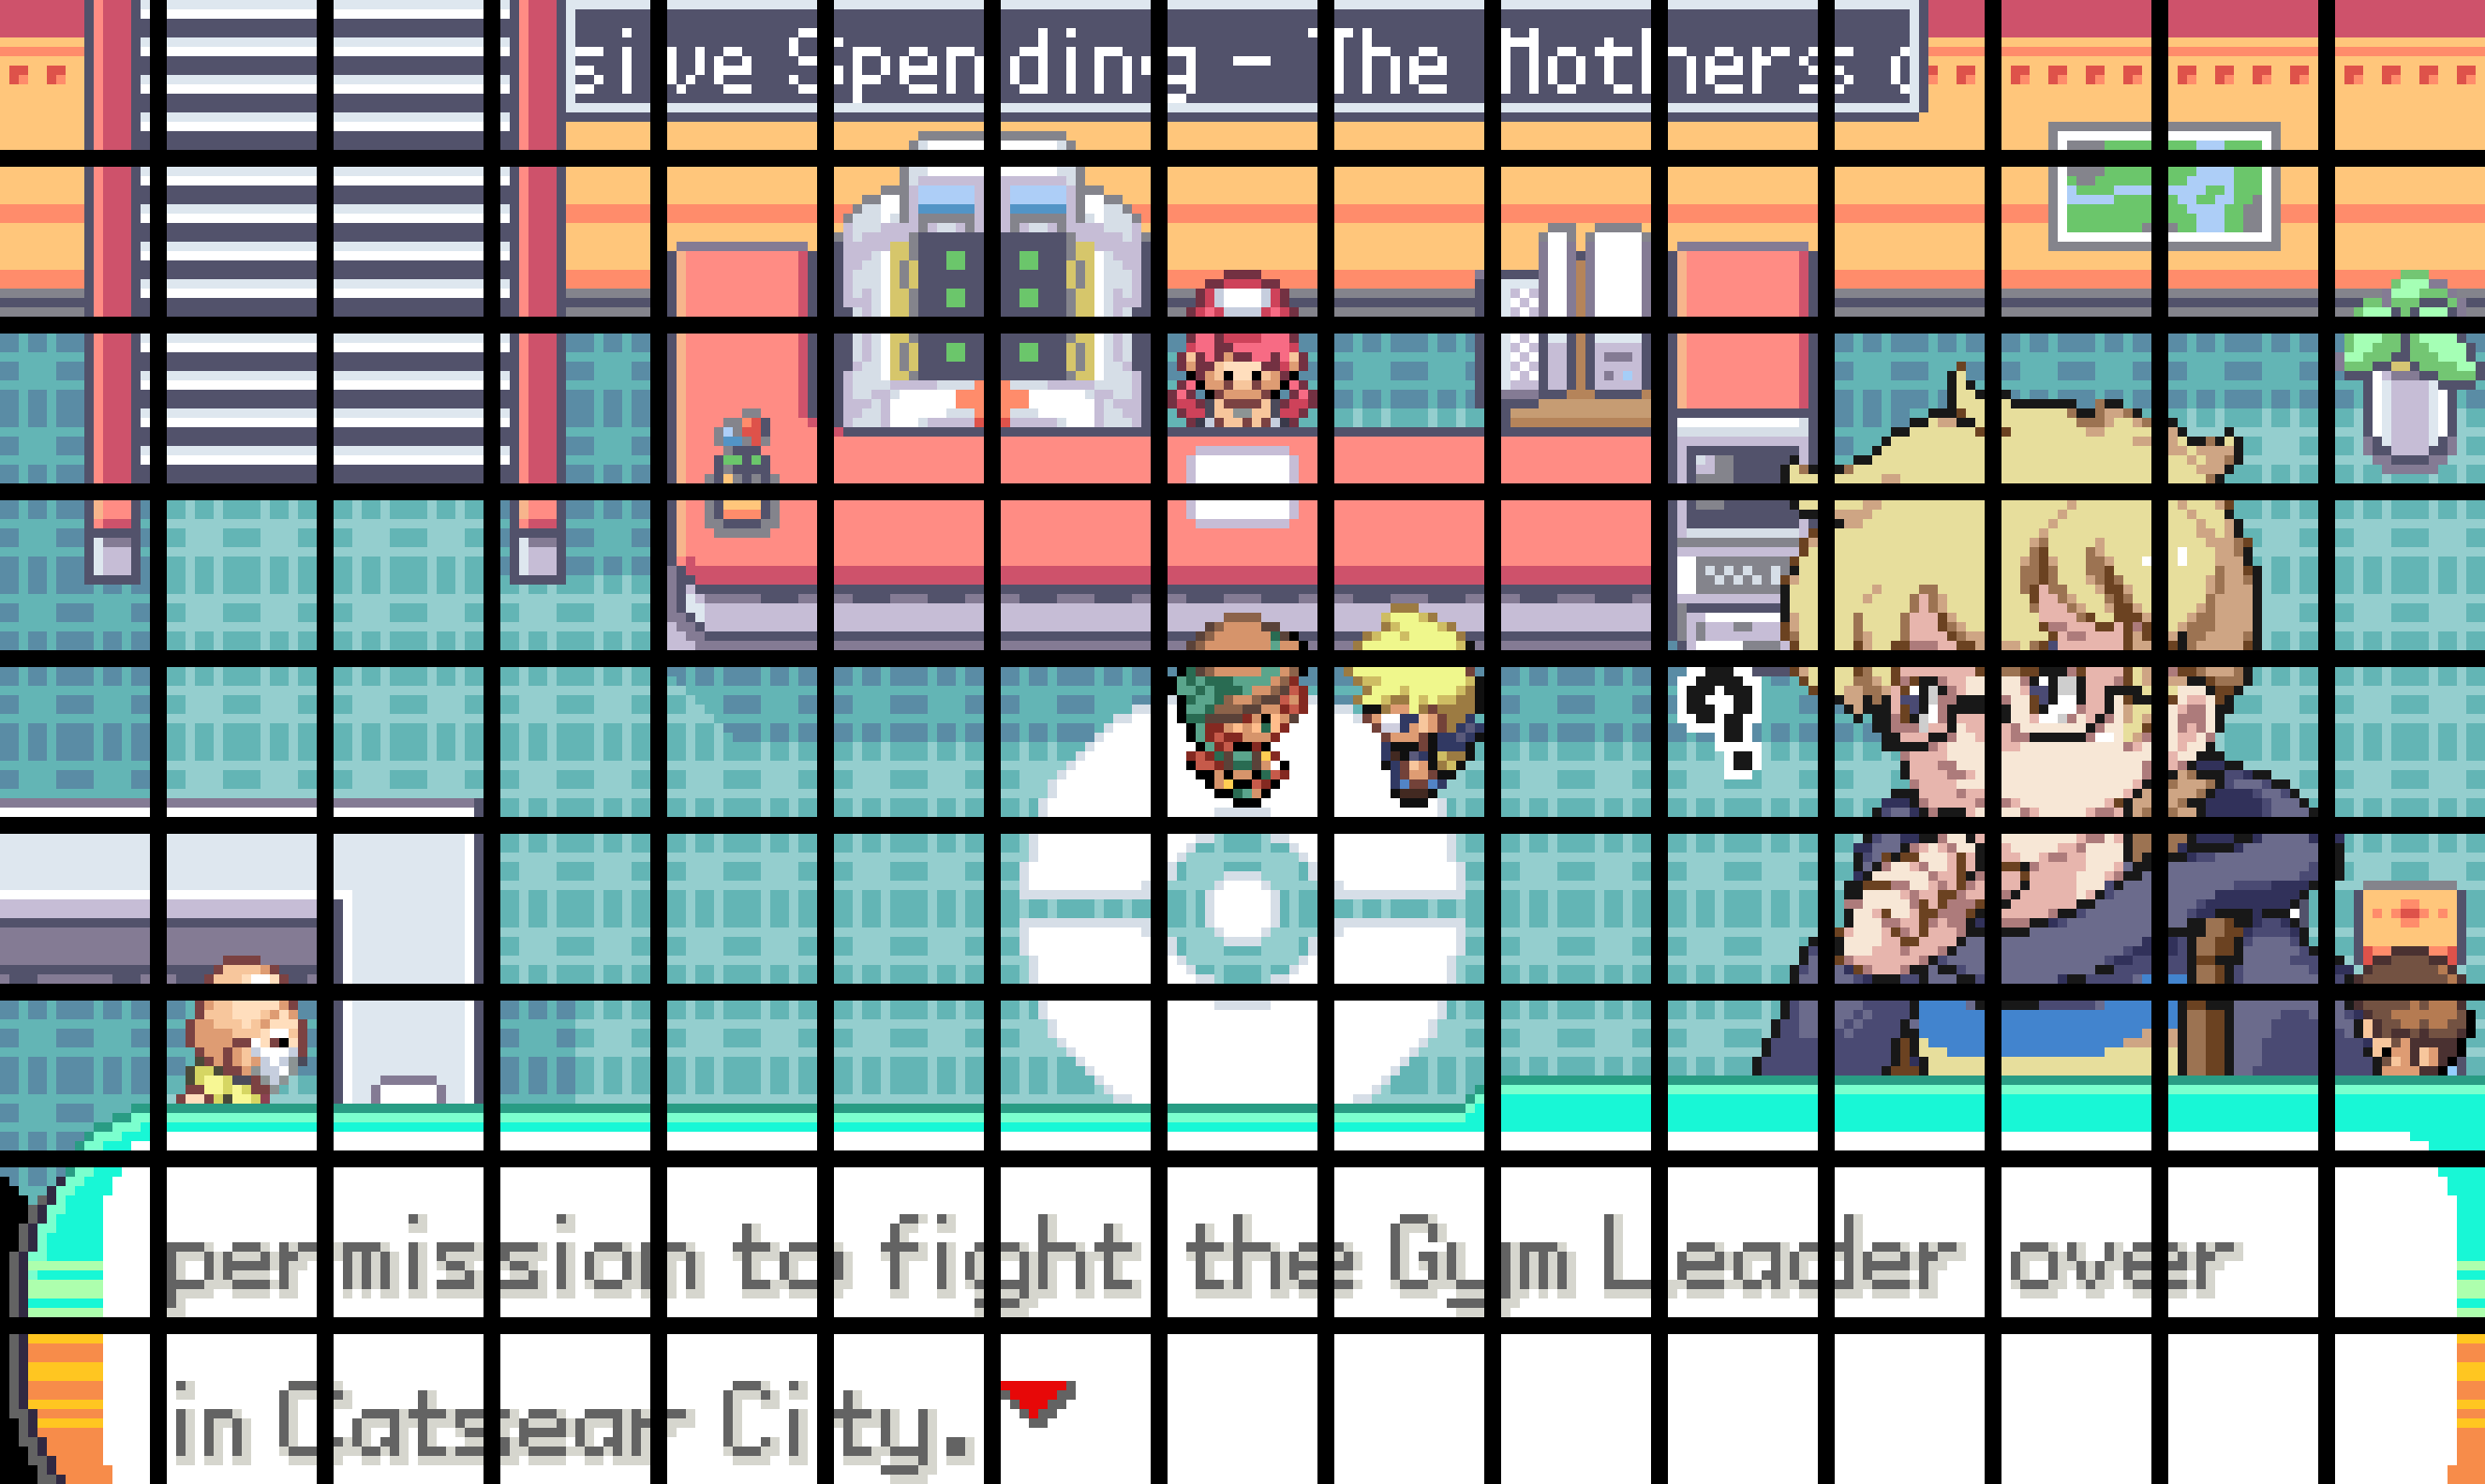 sive Spending - The Mothers o
?
permission to fight the Gym Leader over
in Catsear City.